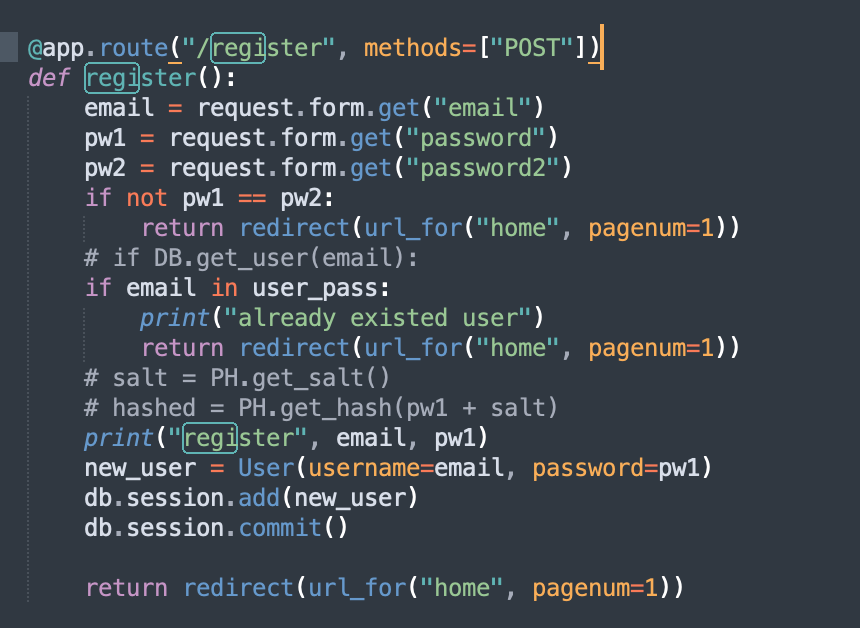 @app.route("/register", methods=["POST"])
def register():
    email = request.form.get("email")
    pw1 = request.form.get("password")
    pw2 = request.form.get("password2")
    if not pw1 == pw2:
        return redirect(url_for("home", pagenum=1))
    # if DB.get_user(email):
    if email in user_pass:
        print("already existed user")
        return redirect(url_for("home", pagenum=1))
    # salt = PH.get_salt()
    # hashed = PH.get_hash(pw1 + salt)
    print("register", email, pw1)
    new_user = User(username=email, password=pw1)
    db.session.add(new_user)
    db.session.commit()

    return redirect(url_for("home", pagenum=1))